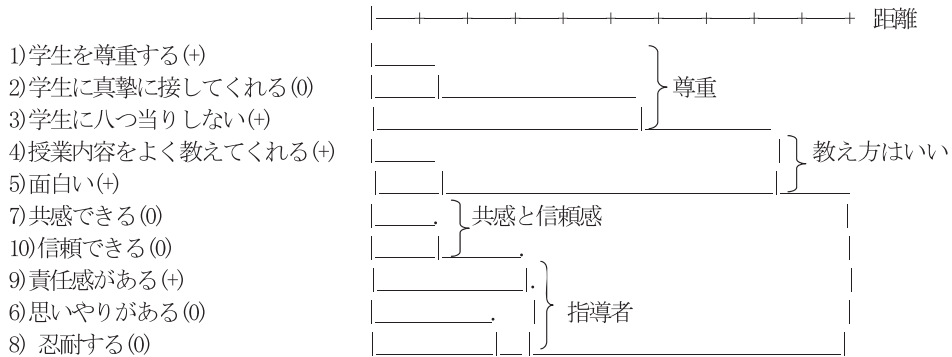 距離
1)学生を尊重する(+)
2)学生に真摯に接してくれる(0)
尊重
3)学生に八つ当りしない(+)
4)授業内容をよく教えてくれる(+)
教え方はいい
5)面白い(+)
7)共感できる(0)
共感と信頼感
10)信頼できる(0)
9)責任感がある(+)
6)思いやりがある(0)
指導者
8) 忍耐する(0)